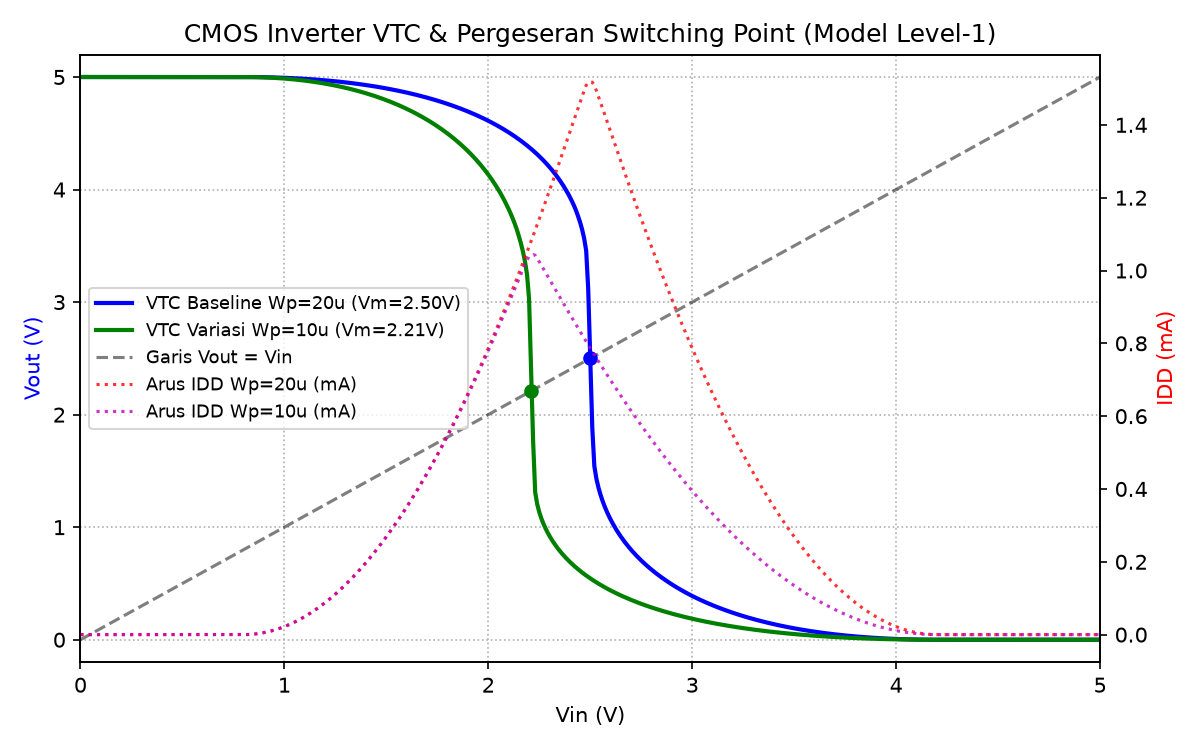 CMOS Inverter VTC & Pergeseran Switching Point (Model Level-1)
5
4
3
2
1
0
Vout (V)
VTC Baseline Wp=20u (Vm=2.50V)
VTC Variasi Wp=10u (Vm=2.21V)
Garis Vout = Vin
Arus IDD Wp=20u (mA)
Arus IDD Wp=10u (mA)
1.4
1.2
1.0
0.8
0.6
0.4
0.2
0.0
IDD (mA)
0 1 2 3 4 5
Vin (V)